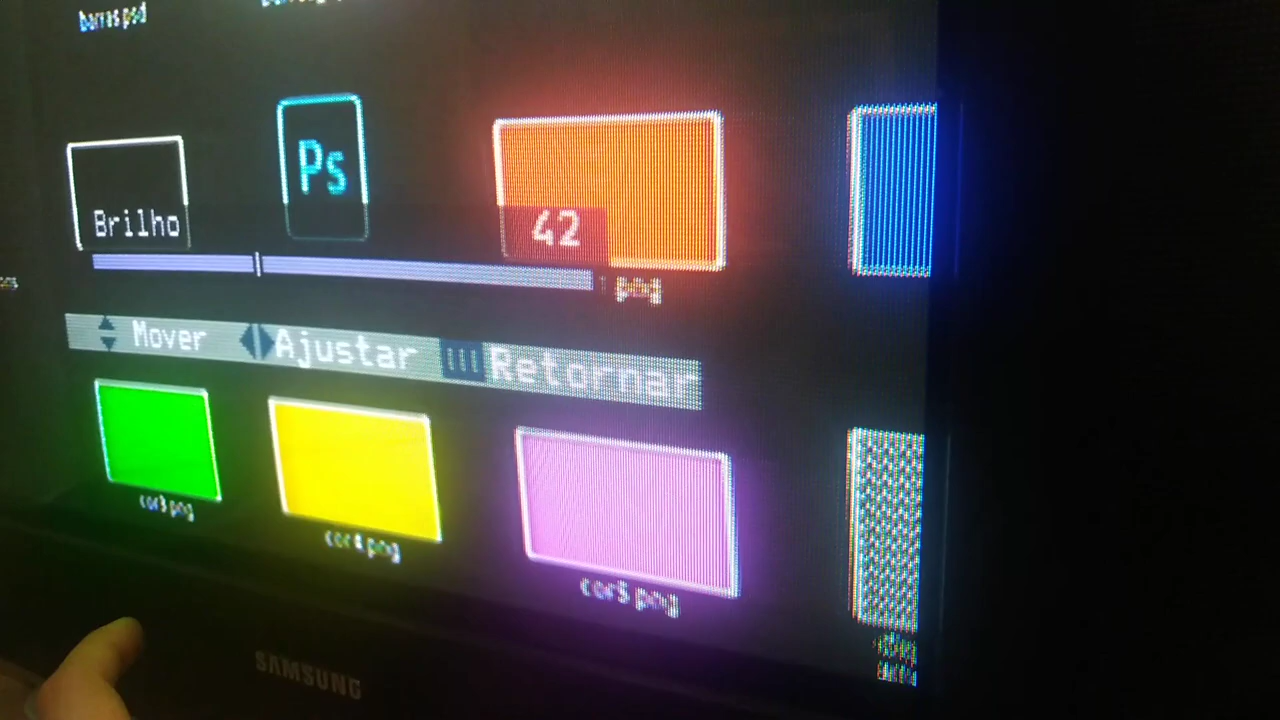 barras.psd
Ps
Brilho
42
png
Mover Ajustar Retornar
cor3.png
cor4.png
cor5.png
SAMSUNG